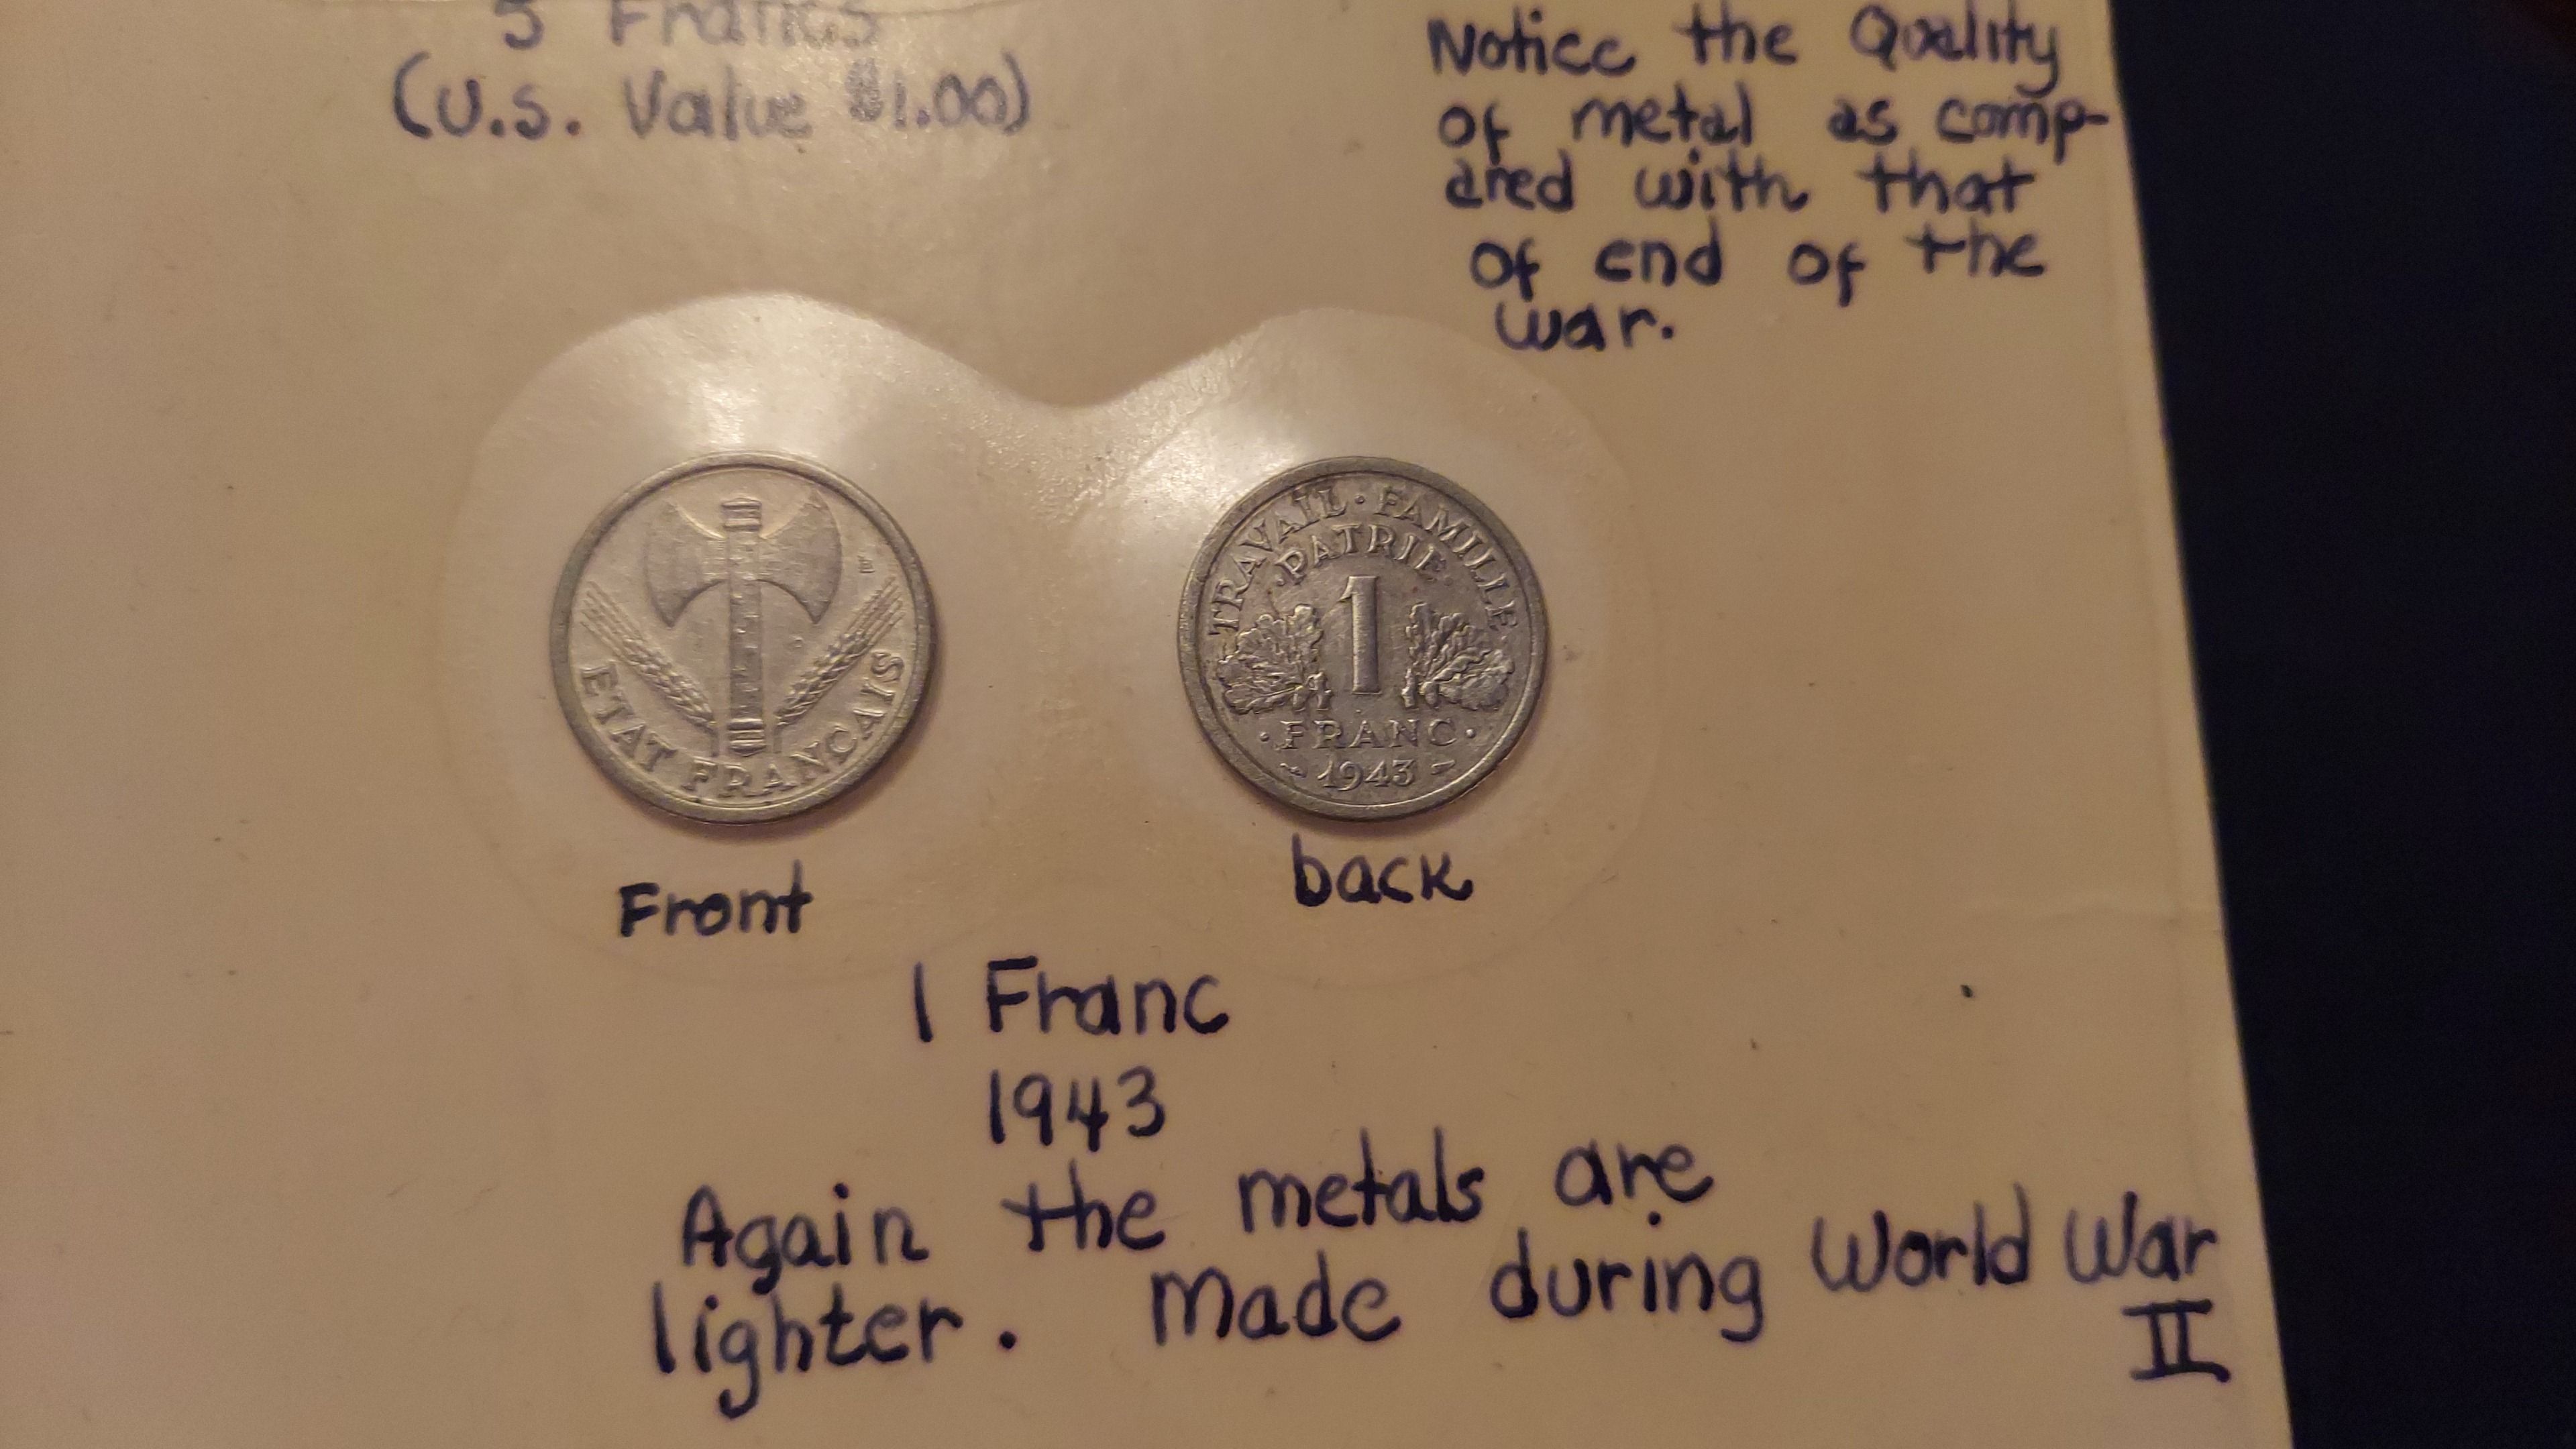 5 Francs
(U.S. Value $1.00)
Notice the Quality
of metal as comp-
ared with that
of end of the
war.
ETAT FRANCAIS
TRAVAIL · FAMILLE
· PATRIE ·
1
· FRANC ·
- 1943 -
Front
back
1 Franc
1943
Again the metals are
lighter. Made during World War
II